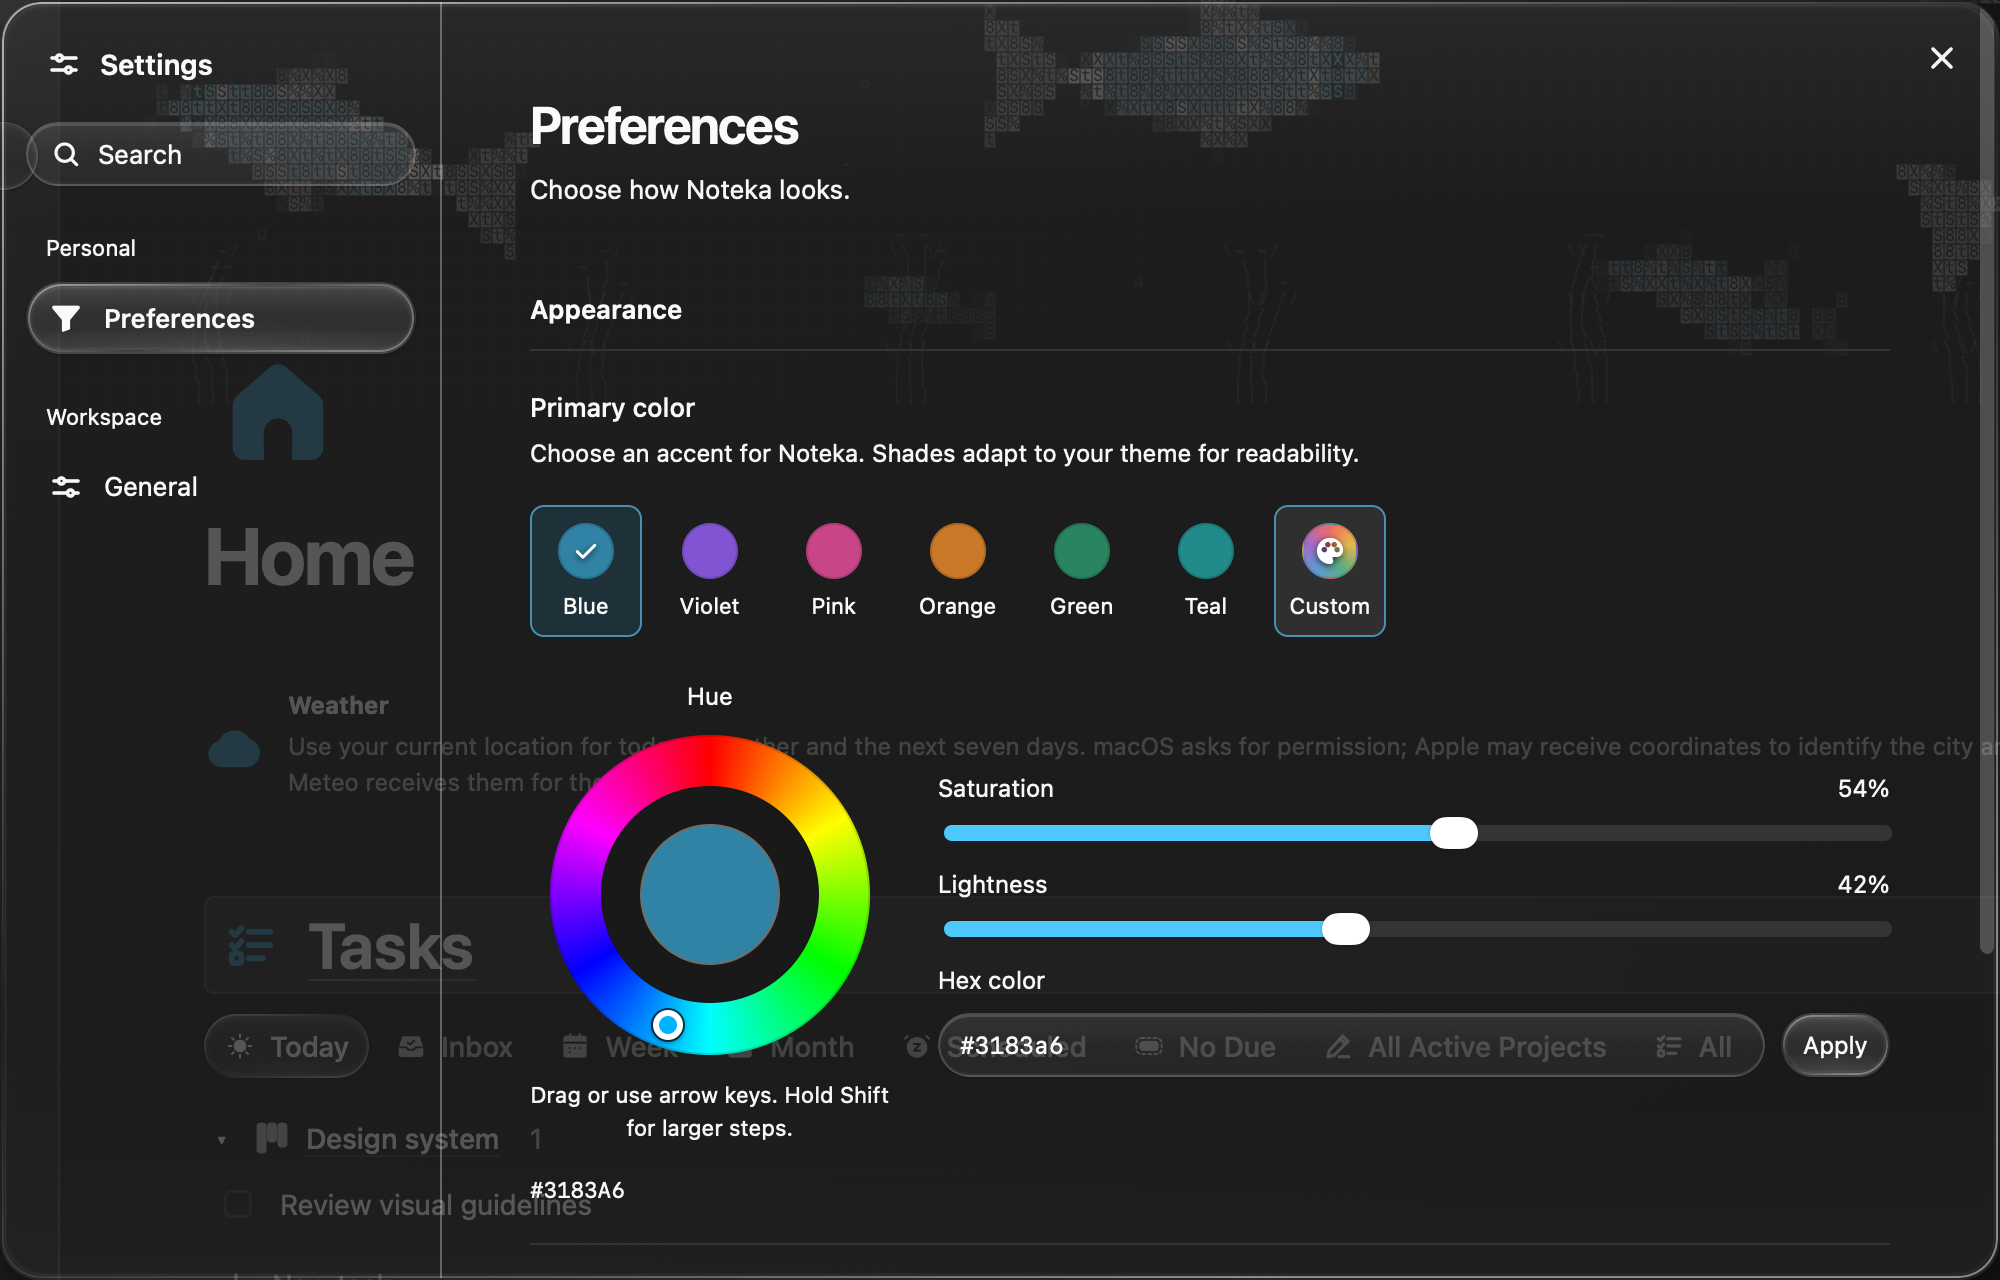 Settings
Search
Personal
Preferences
Workspace
General
Preferences
Choose how Noteka looks.
Appearance
Primary color
Choose an accent for Noteka. Shades adapt to your theme for readability.
Blue
Violet
Pink
Orange
Green
Teal
Custom
Hue
Saturation
54%
Lightness
42%
Hex color
#3183a6
Apply
Drag or use arrow keys. Hold Shift
for larger steps.
#3183A6
Home
Weather
Use your current location for and the next seven days. macOS asks for permission; Apple may receive coordinates to identify the city
Meteo receives them for
Tasks
Today
Inbox
Week
Month
No Due
All Active Projects
All
Design system 1
Review visual guidelines